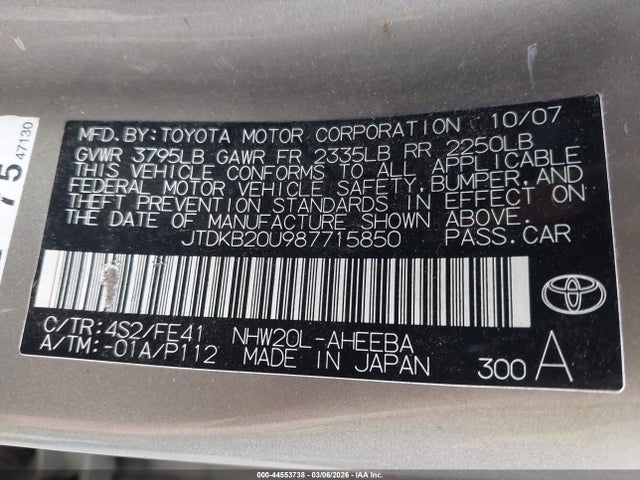 47130
75
MFD.BY:TOYOTA MOTOR CORPORATION 10/07
GVWR 3795LB GAWR FR 2335LB RR 2250LB
THIS VEHICLE CONFORMS TO ALL APPLICABLE
FEDERAL MOTOR VEHICLE SAFETY,BUMPER,AND
THEFT PREVENTION STANDARDS IN EFFECT ON
THE DATE OF MANUFACTURE SHOWN ABOVE.
JTDKB20U987715850 PASS.CAR
C/TR:4S2/FE41 NHW20L-AHEEBA
A/TM:-01A/P112 MADE IN JAPAN 300 A
000-44553738 - 03/06/2026 - IAA Inc.